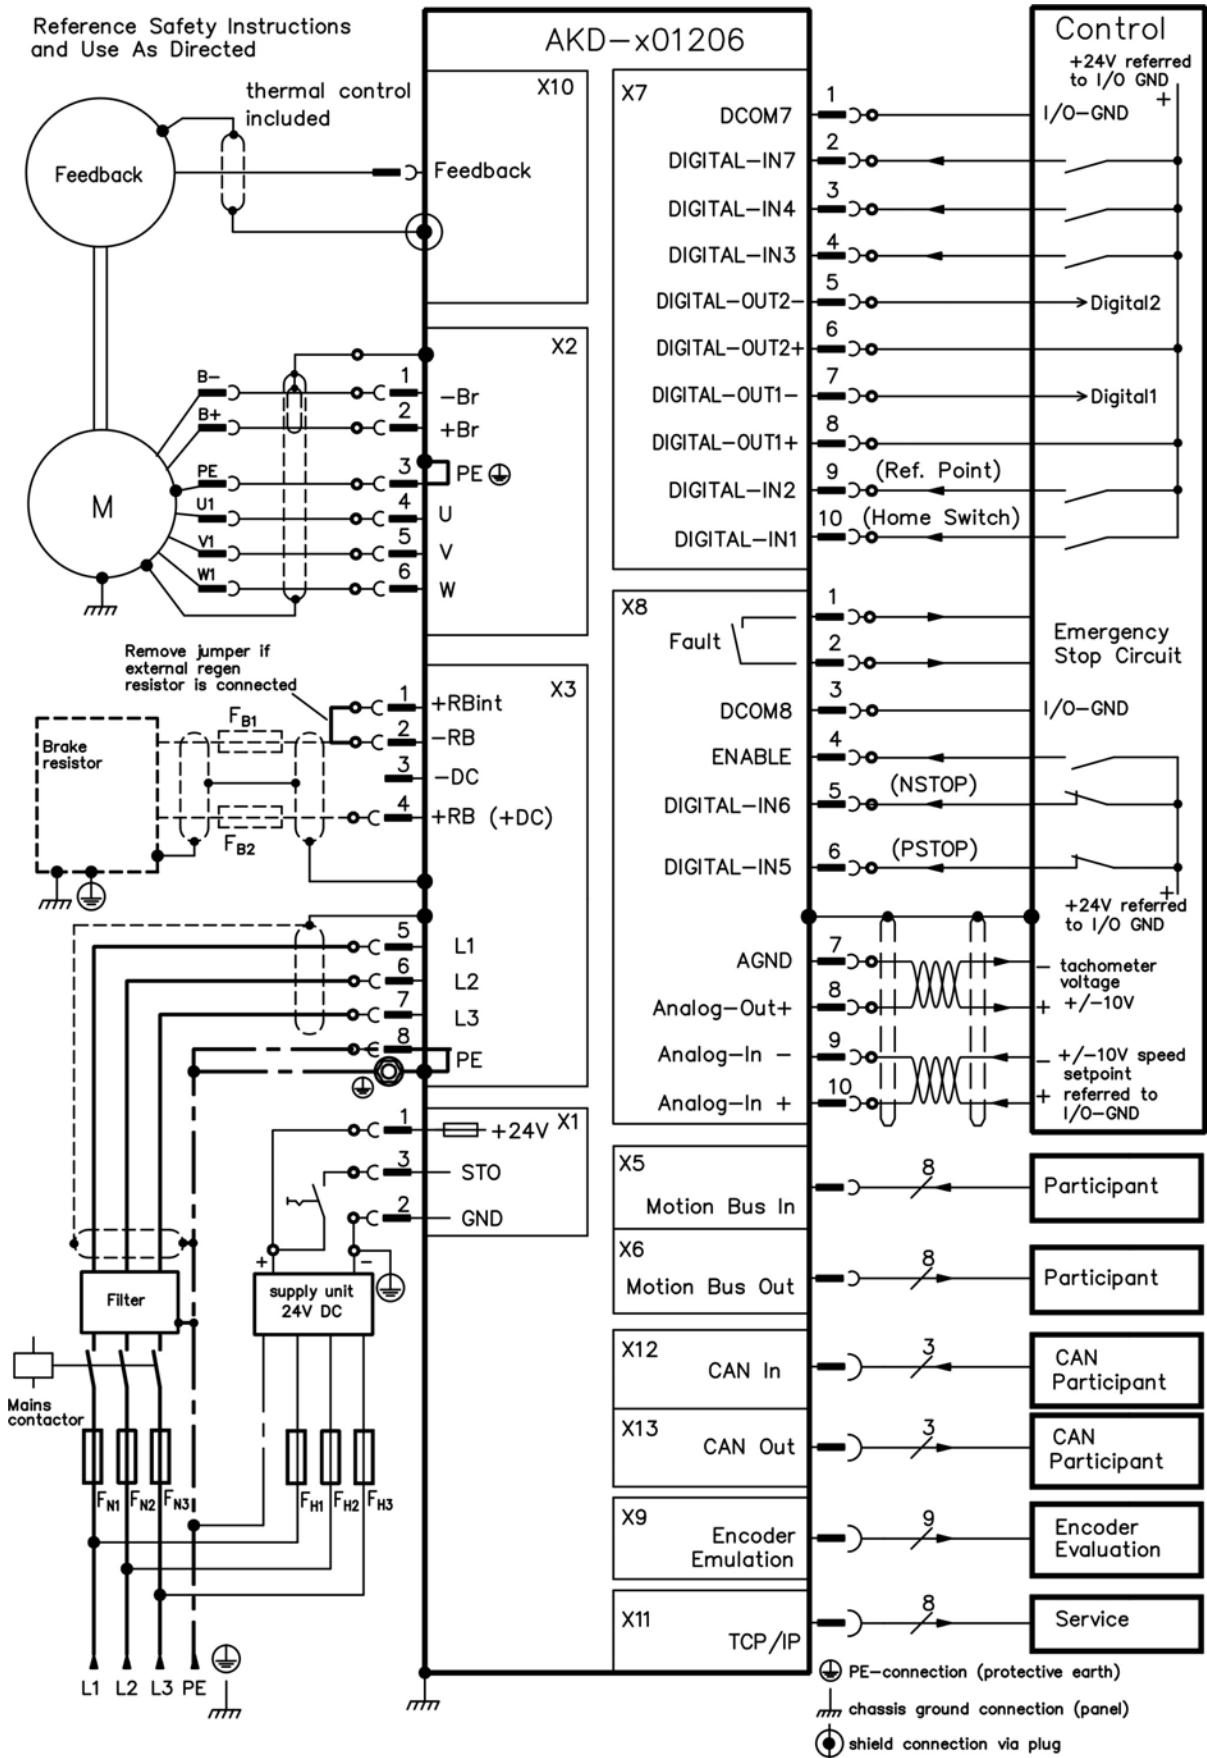 Reference Safety Instructions
and Use As Directed
thermal control
included
Feedback
Feedback
X10
AKD-x01206
Control
+24V referred
to I/O GND
+
X7
DCOM7
1
I/O-GND
DIGITAL-IN7
2
DIGITAL-IN4
3
DIGITAL-IN3
4
DIGITAL-OUT2-
5
Digital2
DIGITAL-OUT2+
6
DIGITAL-OUT1-
7
Digital1
DIGITAL-OUT1+
8
DIGITAL-IN2
9
(Ref. Point)
DIGITAL-IN1
10
(Home Switch)
X2
M
B-
1
-Br
B+
2
+Br
PE
3
PE
U1
4
U
V1
5
V
W1
6
W
X8
Fault
1
2
Emergency
Stop Circuit
DCOM8
3
I/O-GND
ENABLE
4
DIGITAL-IN6
5
(NSTOP)
DIGITAL-IN5
6
(PSTOP)
+
+24V referred
to I/O GND
AGND
7
- tachometer
voltage
Analog-Out+
8
+ +/-10V
Analog-In -
9
- +/-10V speed
setpoint
Analog-In +
10
+ referred to
I/O-GND
Remove jumper if
external regen
resistor is connected
X3
Brake
resistor
FB1
FB2
1
+RBint
2
-RB
3
-DC
4
+RB (+DC)
5
L1
6
L2
7
L3
8
PE
X1
1
+24V
3
STO
2
GND
+
-
supply unit
24V DC
Filter
Mains
contactor
FN1
FN2
FN3
FH1
FH2
FH3
L1
L2
L3
PE
X5
Motion Bus In
8
Participant
X6
Motion Bus Out
8
Participant
X12
CAN In
3
CAN
Participant
X13
CAN Out
3
CAN
Participant
X9
Encoder
Emulation
9
Encoder
Evaluation
X11
TCP/IP
8
Service
PE-connection (protective earth)
chassis ground connection (panel)
shield connection via plug